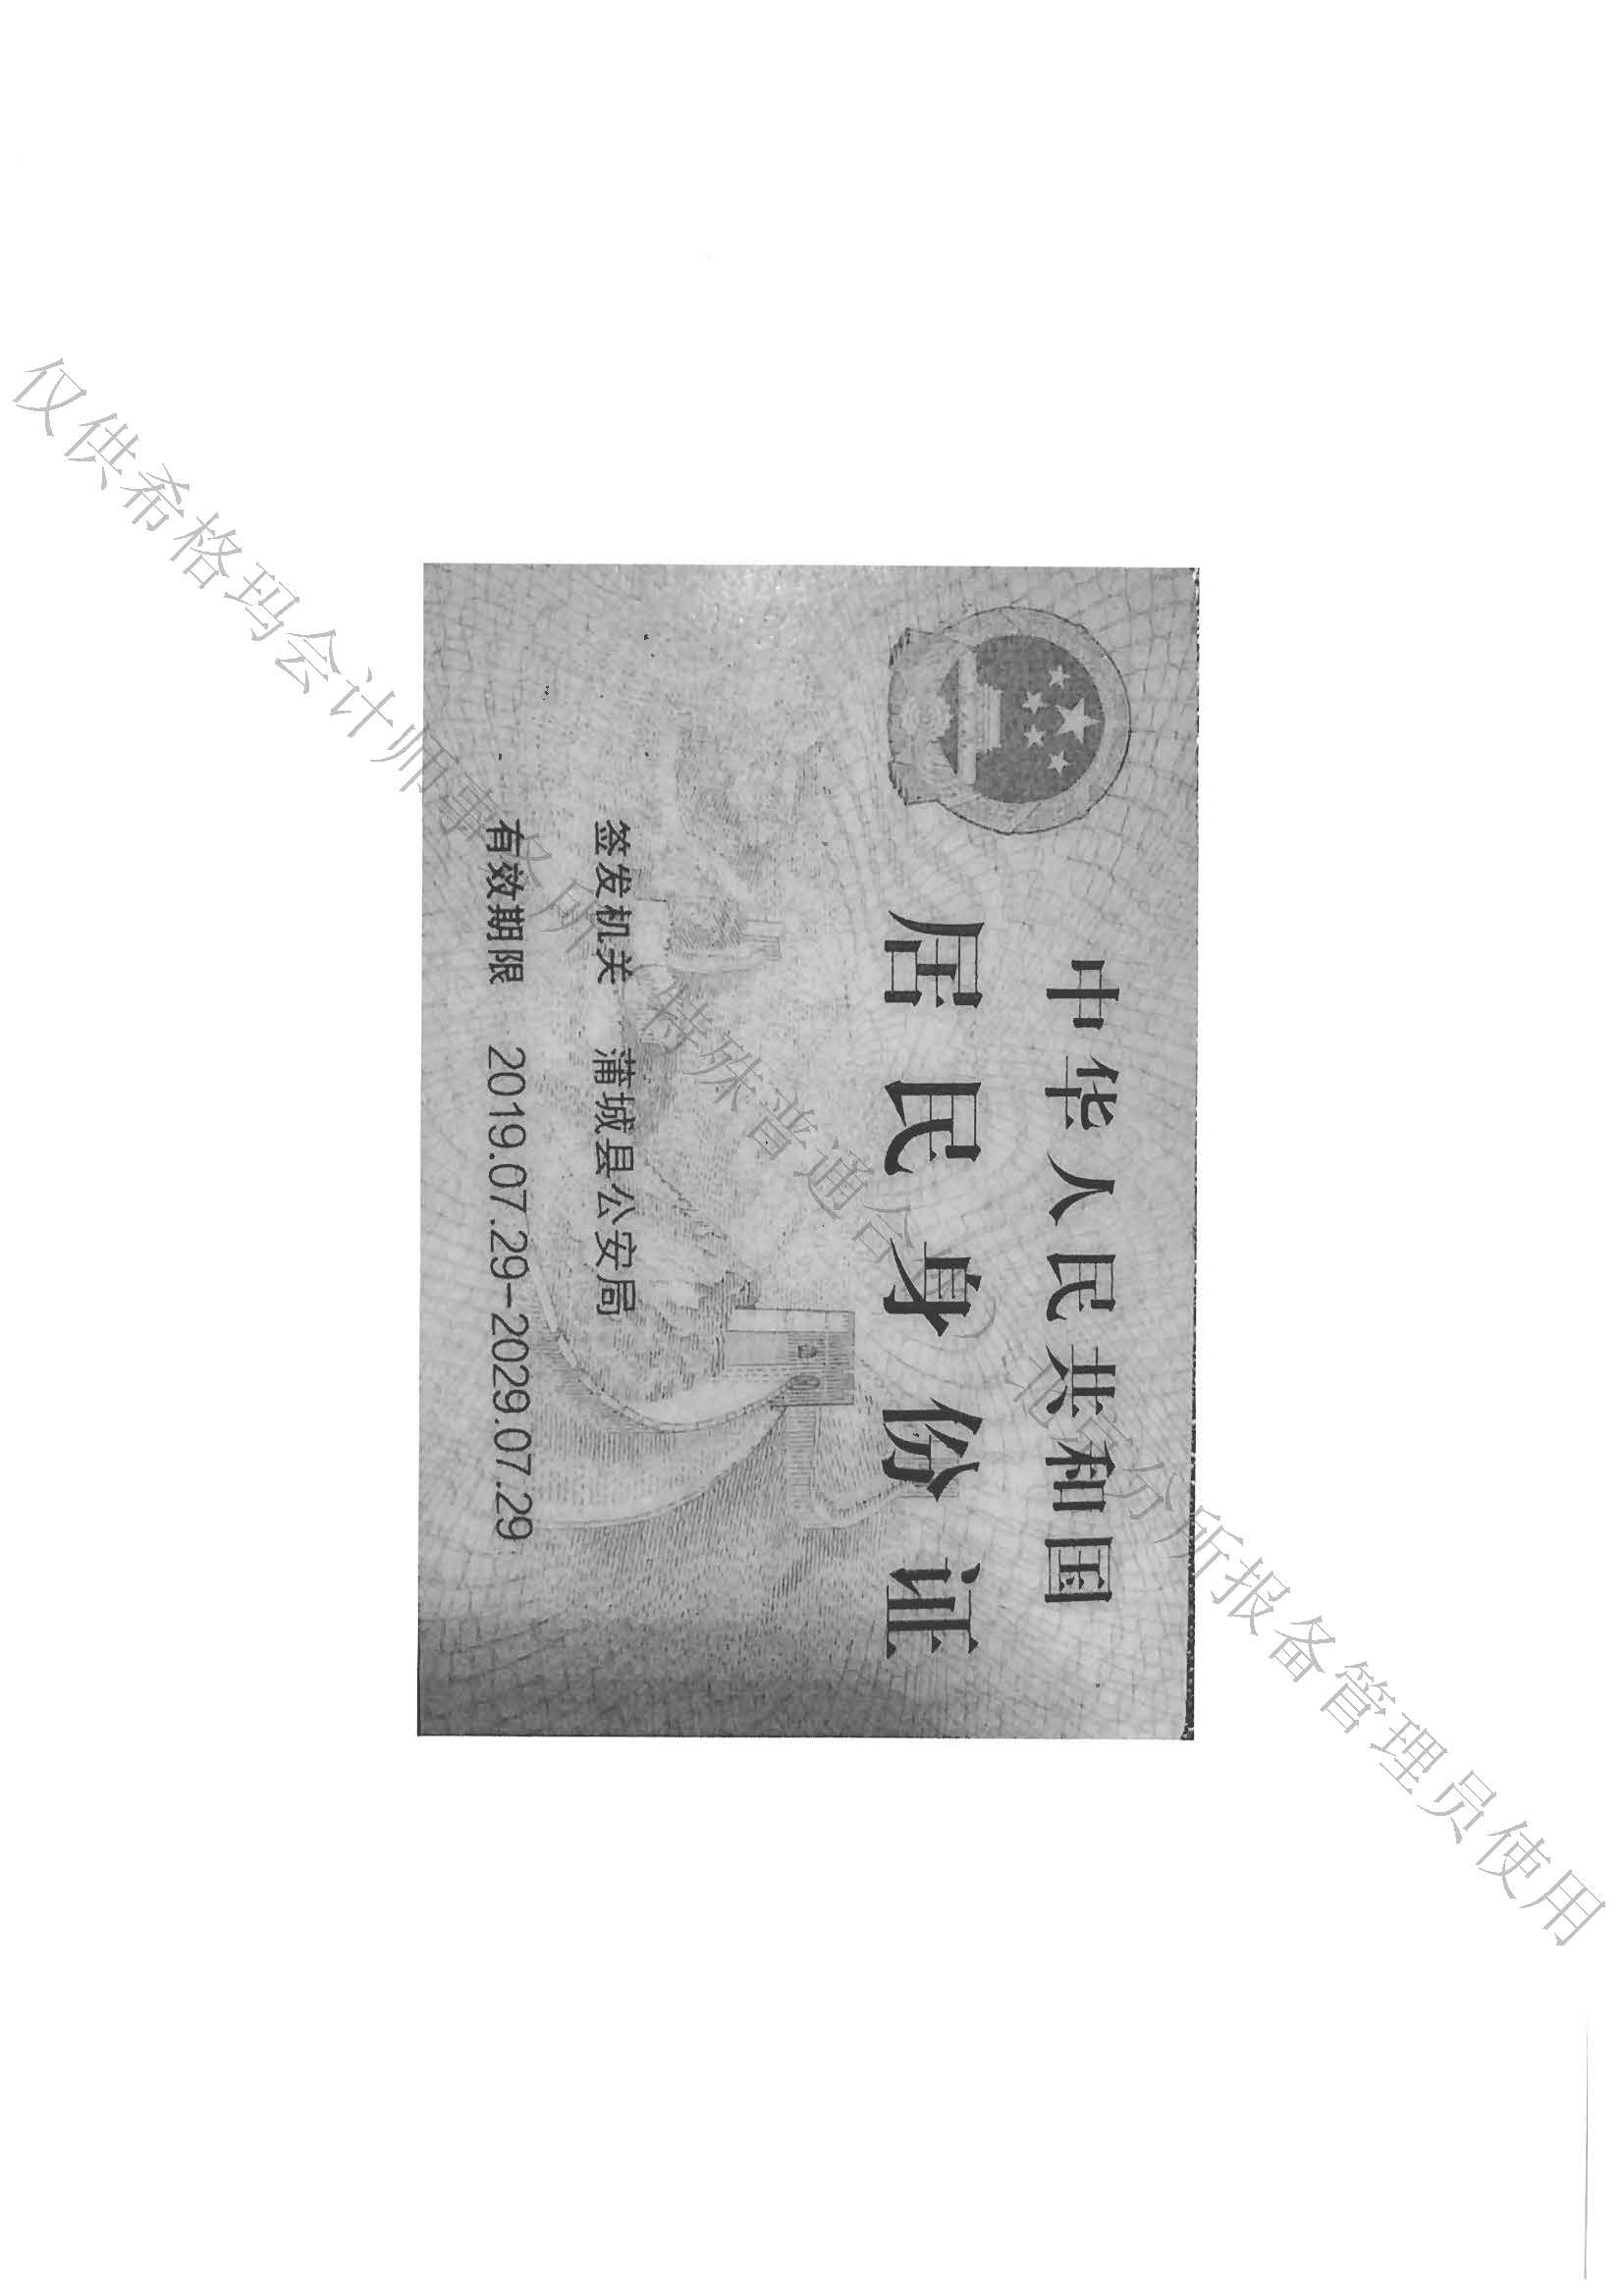 中华人民共和国
居民身份证
签发机关 蒲城县公安局
有效期限 2019.07.29-2029.07.29
仅供希格玛会计师事务所（特殊普通合伙）北京分所报备管理员使用